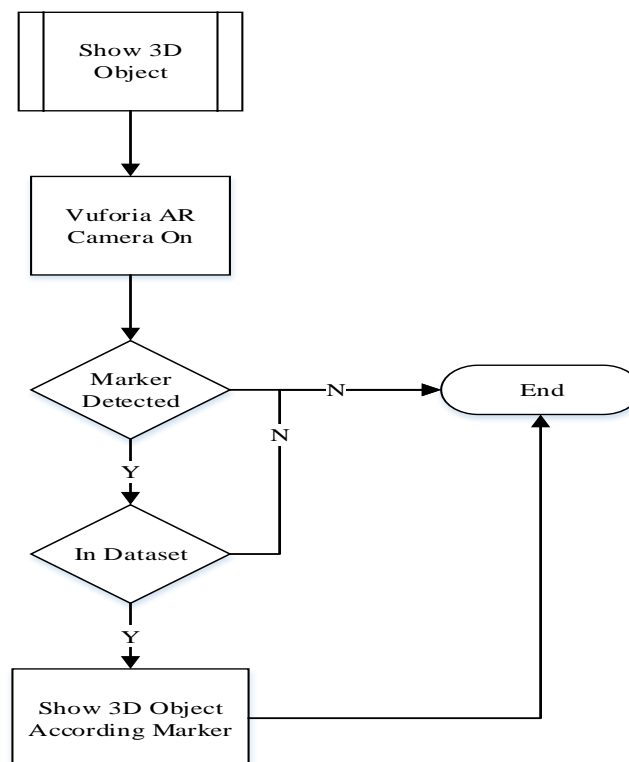 Show 3D
Object
Vuforia AR
Camera On
Marker
Detected
N
End
N
Y
In Dataset
Y
Show 3D Object
According Marker